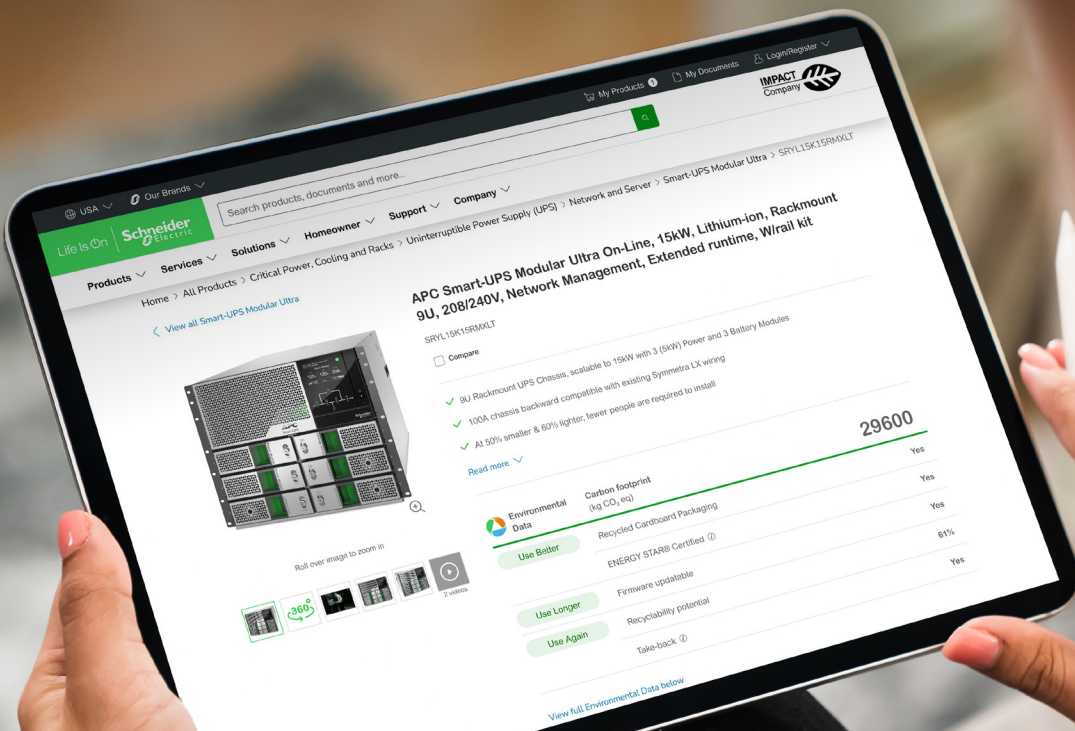 USA
Our Brands
My Products 1
My Documents
Login/Register
Life Is On
Schneider
Electric
Search products, documents and more...
IMPACT
Company
Products
Services
Solutions
Homeowner
Support
Company
Home > All Products > Critical Power, Cooling and Racks > Uninterruptible Power Supply (UPS) > Network and Server > Smart-UPS Modular Ultra > SRYL15K15RMXLT
View all Smart-UPS Modular Ultra
APC Smart-UPS Modular Ultra On-Line, 15kW, Lithium-ion, Rackmount
9U, 208/240V, Network Management, Extended runtime, W/rail kit
SRYL15K15RMXLT
Compare
9U Rackmount UPS Chassis, scalable to 15kW with 3 (5kW) Power and 3 Battery Modules
100A chassis backward compatible with existing Symmetra LX wiring
At 50% smaller & 60% lighter, fewer people are required to install
Read more
Roll over image to zoom in
360°
2 videos
Environmental
Data
Carbon footprint
(kg CO₂ eq)
29600
Use Better
Recycled Cardboard Packaging
Yes
ENERGY STAR® Certified
Yes
Use Longer
Firmware updatable
Yes
Use Again
Recyclability potential
61%
Take-back
Yes
View full Environmental Data below